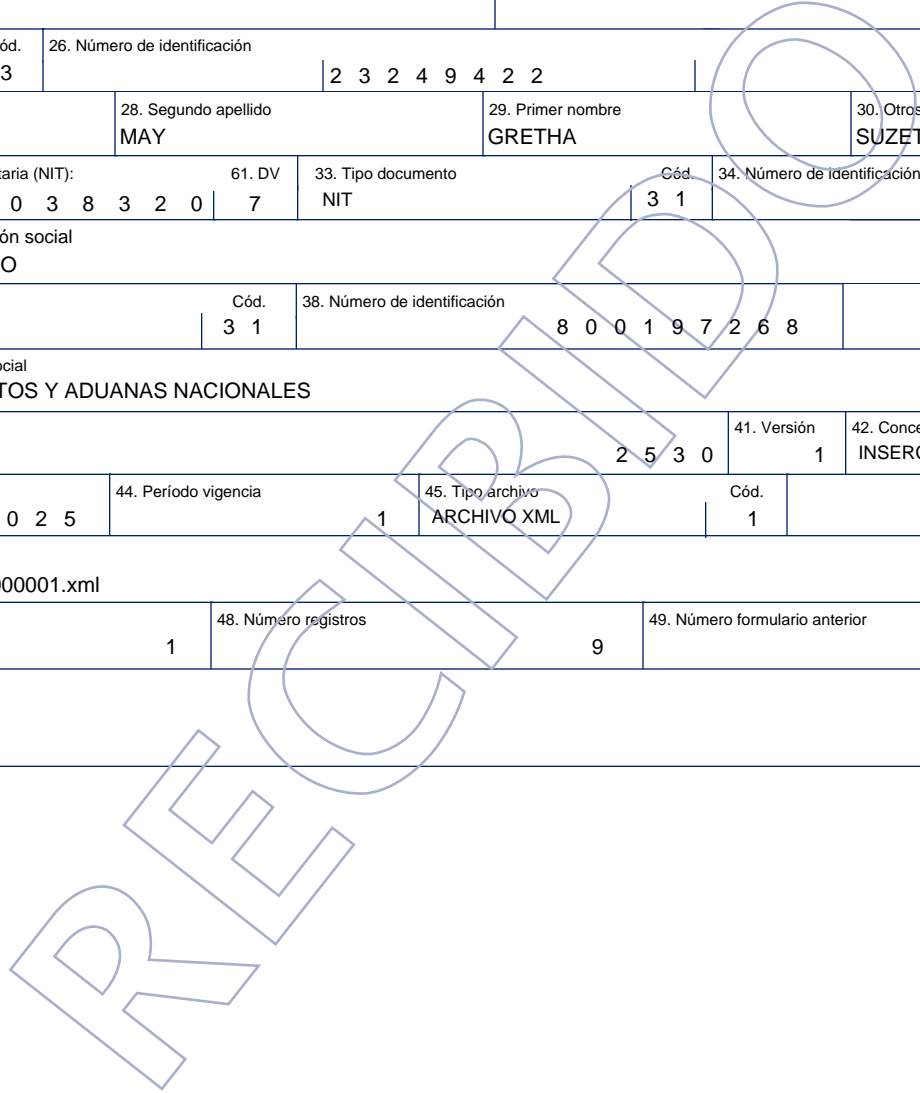 ód. 26. Número de identificación
3 2 3 2 4 9 4 2 2
28. Segundo apellido 29. Primer nombre 30. Otros
MAY GRETHA SUZET
taria (NIT): 61. DV 33. Tipo documento Cód. 34. Número de identificación
0 3 8 3 2 0 7 NIT 3 1
ón social
O
Cód. 38. Número de identificación
3 1 8 0 0 1 9 7 2 6 8
ocial
TOS Y ADUANAS NACIONALES
41. Versión 42. Conce
2 5 3 0 1 INSERC
44. Período vigencia 45. Tipo archivo Cód.
0 2 5 1 ARCHIVO XML 1
000001.xml
48. Número registros 49. Número formulario anterior
1 9
RECIBIDO